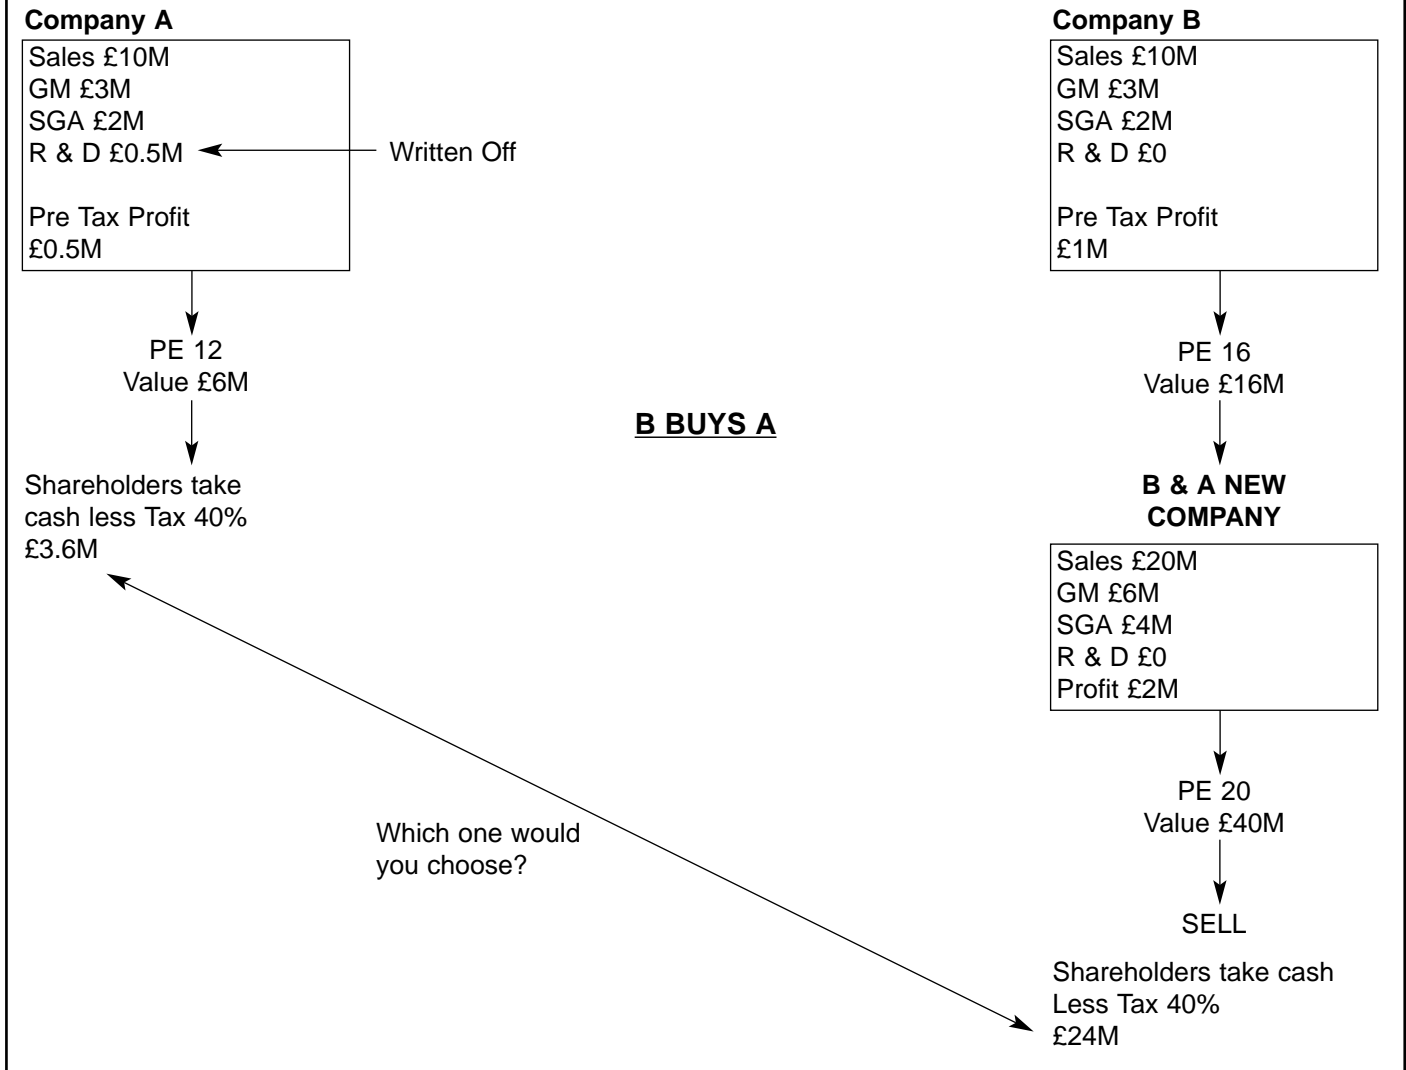 Company A
Sales £10M
GM £3M
SGA £2M
R & D £0.5M
Written Off
Pre Tax Profit
£0.5M
PE 12
Value £6M
Shareholders take
cash less Tax 40%
£3.6M
B BUYS A
Company B
Sales £10M
GM £3M
SGA £2M
R & D £0
Pre Tax Profit
£1M
PE 16
Value £16M
B & A NEW
COMPANY
Sales £20M
GM £6M
SGA £4M
R & D £0
Profit £2M
PE 20
Value £40M
SELL
Shareholders take cash
Less Tax 40%
£24M
Which one would
you choose?